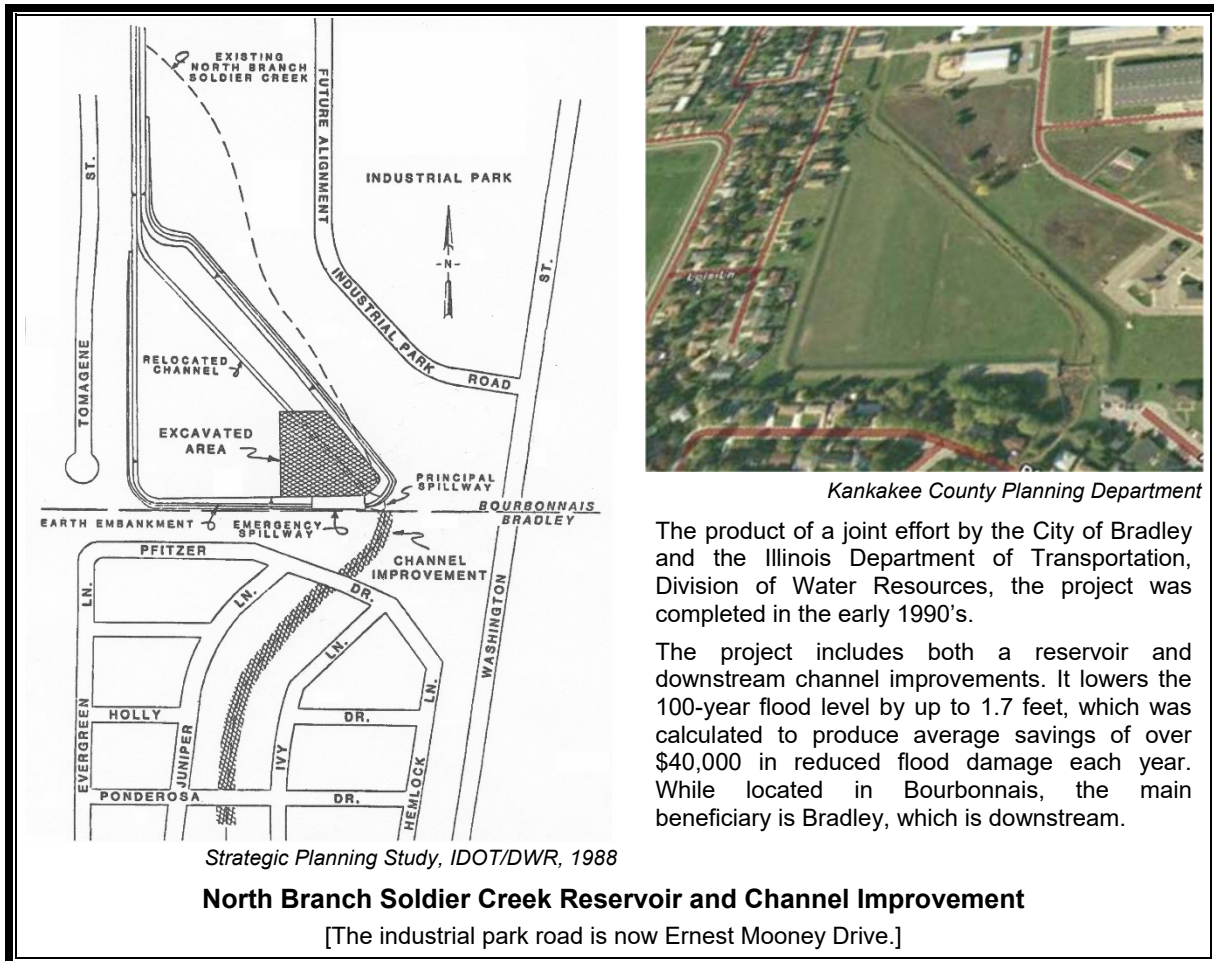 EXISTING
NORTH BRANCH
SOLDIER CREEK
FUTURE ALIGNMENT
ST.
INDUSTRIAL PARK
-N-
ST.
INDUSTRIAL PARK
ROAD
RELOCATED
CHANNEL
TOMAGENE
EXCAVATED
AREA
PRINCIPAL
SPILLWAY
BOURBONNAIS
BRADLEY
EARTH EMBANKMENT
EMERGENCY
SPILLWAY
PFITZER
CHANNEL
IMPROVEMENT
LN.
LN.
DR.
LN.
WASHINGTON
LN.
HOLLY
DR.
EVERGREEN
JUNIPER
IVY
HEMLOCK
PONDEROSA
DR.
Strategic Planning Study, IDOT/DWR, 1988
Kankakee County Planning Department
The product of a joint effort by the City of Bradley
and the Illinois Department of Transportation,
Division of Water Resources, the project was
completed in the early 1990’s.
The project includes both a reservoir and
downstream channel improvements. It lowers the
100-year flood level by up to 1.7 feet, which was
calculated to produce average savings of over
$40,000 in reduced flood damage each year.
While located in Bourbonnais, the main
beneficiary is Bradley, which is downstream.
North Branch Soldier Creek Reservoir and Channel Improvement
[The industrial park road is now Ernest Mooney Drive.]